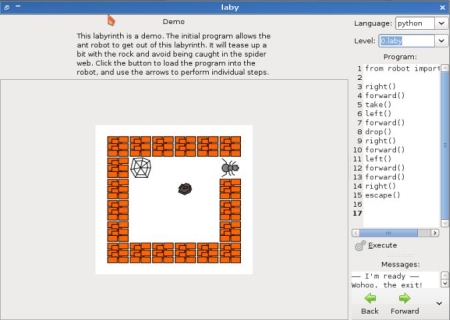 laby
Demo
This labyrinth is a demo. The initial program allows the
ant robot to get out of this labyrinth. It will tease up a
bit with the rock and avoid being caught in the spider
web. Click the button to load the program into the
robot, and use the arrows to perform individual steps.
Language: python
Level: 0.laby
Program:
1 from robot import
2
3 right()
4 forward()
5 take()
6 left()
7 forward()
8 drop()
9 right()
10 forward()
11 left()
12 forward()
13 forward()
14 right()
15 escape()
16
17
Execute
Messages:
—— I'm ready ——
Wohoo, the exit!
Back Forward